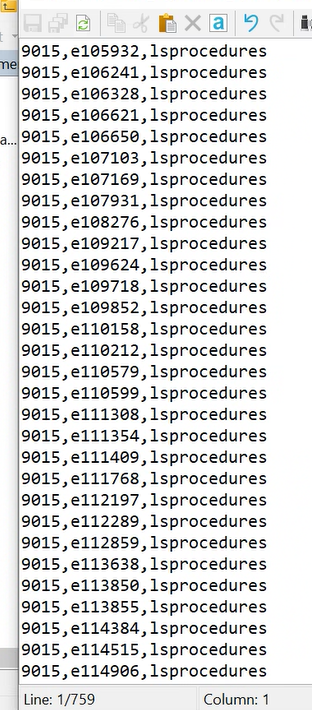 me
a...
9015,e105932,lsprocedures
9015,e106241,lsprocedures
9015,e106328,lsprocedures
9015,e106621,lsprocedures
9015,e106650,lsprocedures
9015,e107103,lsprocedures
9015,e107169,lsprocedures
9015,e107931,lsprocedures
9015,e108276,lsprocedures
9015,e109217,lsprocedures
9015,e109624,lsprocedures
9015,e109718,lsprocedures
9015,e109852,lsprocedures
9015,e110158,lsprocedures
9015,e110212,lsprocedures
9015,e110579,lsprocedures
9015,e110599,lsprocedures
9015,e111308,lsprocedures
9015,e111354,lsprocedures
9015,e111409,lsprocedures
9015,e111768,lsprocedures
9015,e112197,lsprocedures
9015,e112289,lsprocedures
9015,e112859,lsprocedures
9015,e113638,lsprocedures
9015,e113850,lsprocedures
9015,e113855,lsprocedures
9015,e114384,lsprocedures
9015,e114515,lsprocedures
9015,e114906,lsprocedures
Line: 1/759 Column: 1